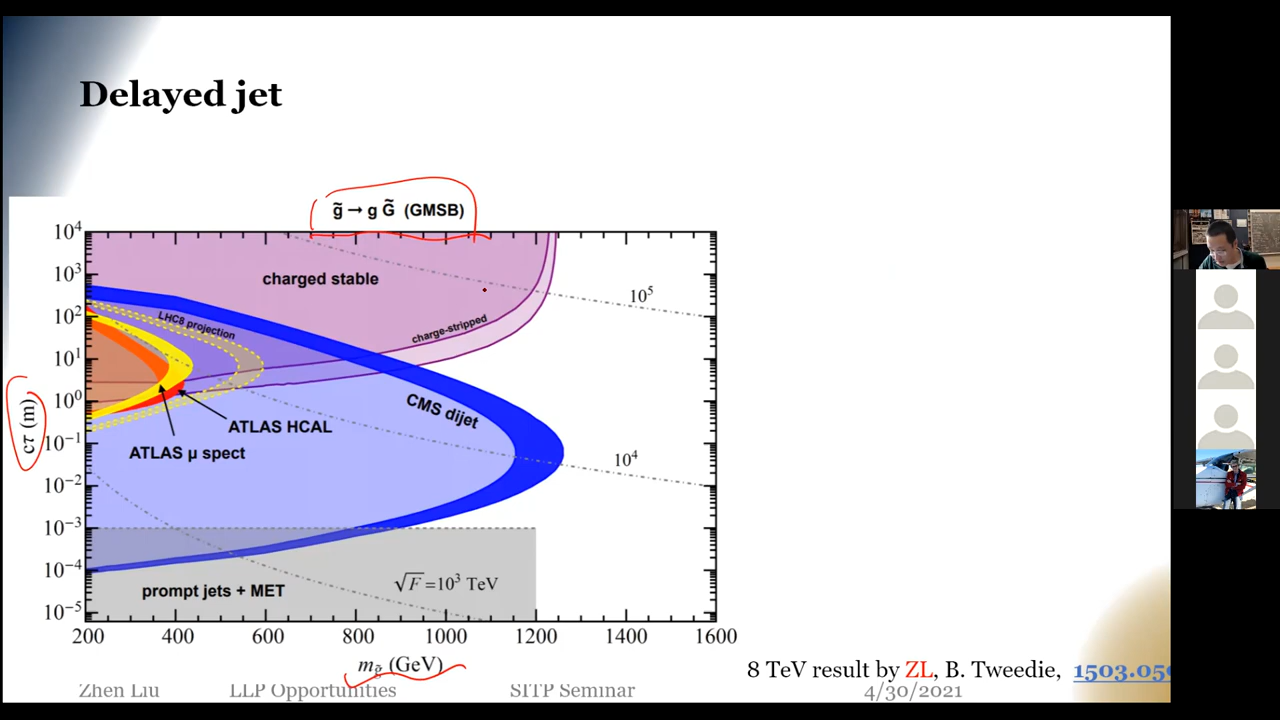 Delayed jet
g̃ → g G̃ (GMSB)
10⁴
10³
10²
10¹
10⁰
10⁻¹
10⁻²
10⁻³
10⁻⁴
10⁻⁵
cτ (m)
charged stable
10⁵
LHC8 projection
charge-stripped
CMS dijet
ATLAS HCAL
ATLAS μ spect
10⁴
prompt jets + MET
√F =10³ TeV
200 400 600 800 1000 1200 1400 1600
m_g̃ (GeV)
8 TeV result by ZL, B. Tweedie,
Zhen Liu LLP Opportunities SITP Seminar 4/30/2021